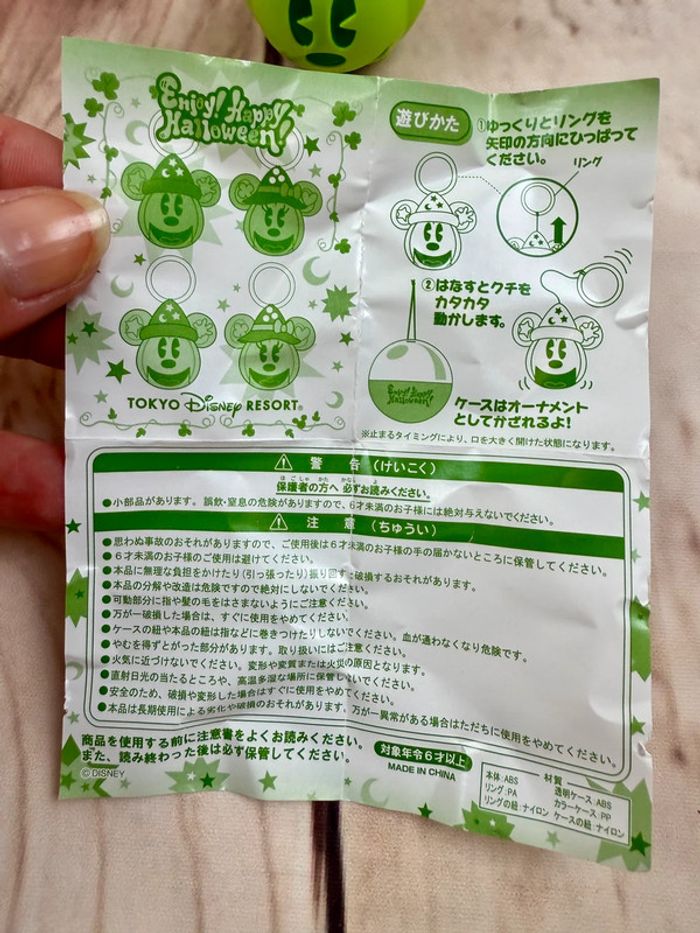 Enjoy! Happy
Halloween!
TOKYO Disney RESORT®
遊びかた
①ゆっくりとリングを
矢印の方向にひっぱって
ください。
リング
②はなすとクチを
カタカタ
動かします。
Enjoy! Happy
Halloween!
ケースはオーナメント
としてかざれるよ!
※止まるタイミングにより、口を大きく開けた状態になります。
⚠ 警 告 (けいこく)
ほごしゃ かた かなら よ
保護者の方へ 必ずお読みください。
●小部品があります。誤飲・窒息の危険がありますので、6才未満のお子様には絶対与えないでください。
⚠ 注 意 (ちゅうい)
●思わぬ事故のおそれがありますので、ご使用後は6才未満のお子様の手の届かないところに保管してください。
●6才未満のお子様のご使用は避けてください。
●本品に無理な負担をかけたり(引っ張ったり)振り回すと破損するおそれがあります。
●本品の分解や改造は危険ですので絶対にしないでください。
●可動部分に指や髪の毛をはさまないようにご注意ください。
●万が一破損した場合は、すぐに使用をやめてください。
●ケースの紐や本品の紐は指などに巻きつけたりしないでください。血が通わなくなり危険です。
●やむを得ずとがった部分があります。取り扱いにはご注意ください。
●火気に近づけないでください。変形や変質または火災の原因となります。
●直射日光の当たるところや、高温多湿な場所に保管しないでください。
●安全のため、破損や変形した場合はすぐに使用をやめてください。
●本品は長期使用による劣化や破損のおそれがあります。万が一異常がある場合はただちに使用をやめてください。
商品を使用する前に注意書をよくお読みください。
また、読み終わった後は必ず保管してください。
©DISNEY
対象年令6才以上
MADE IN CHINA
材質
本体:ABS 透明ケース:ABS
リング:PA カラーケース:PP
リングの紐:ナイロン ケースの紐:ナイロン